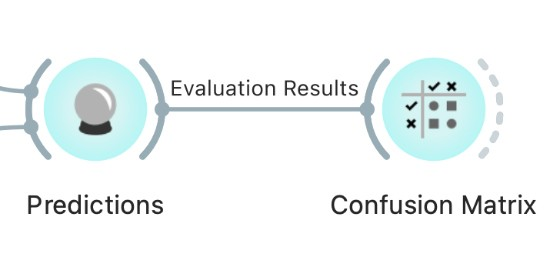 Evaluation Results
Predictions
Confusion Matrix